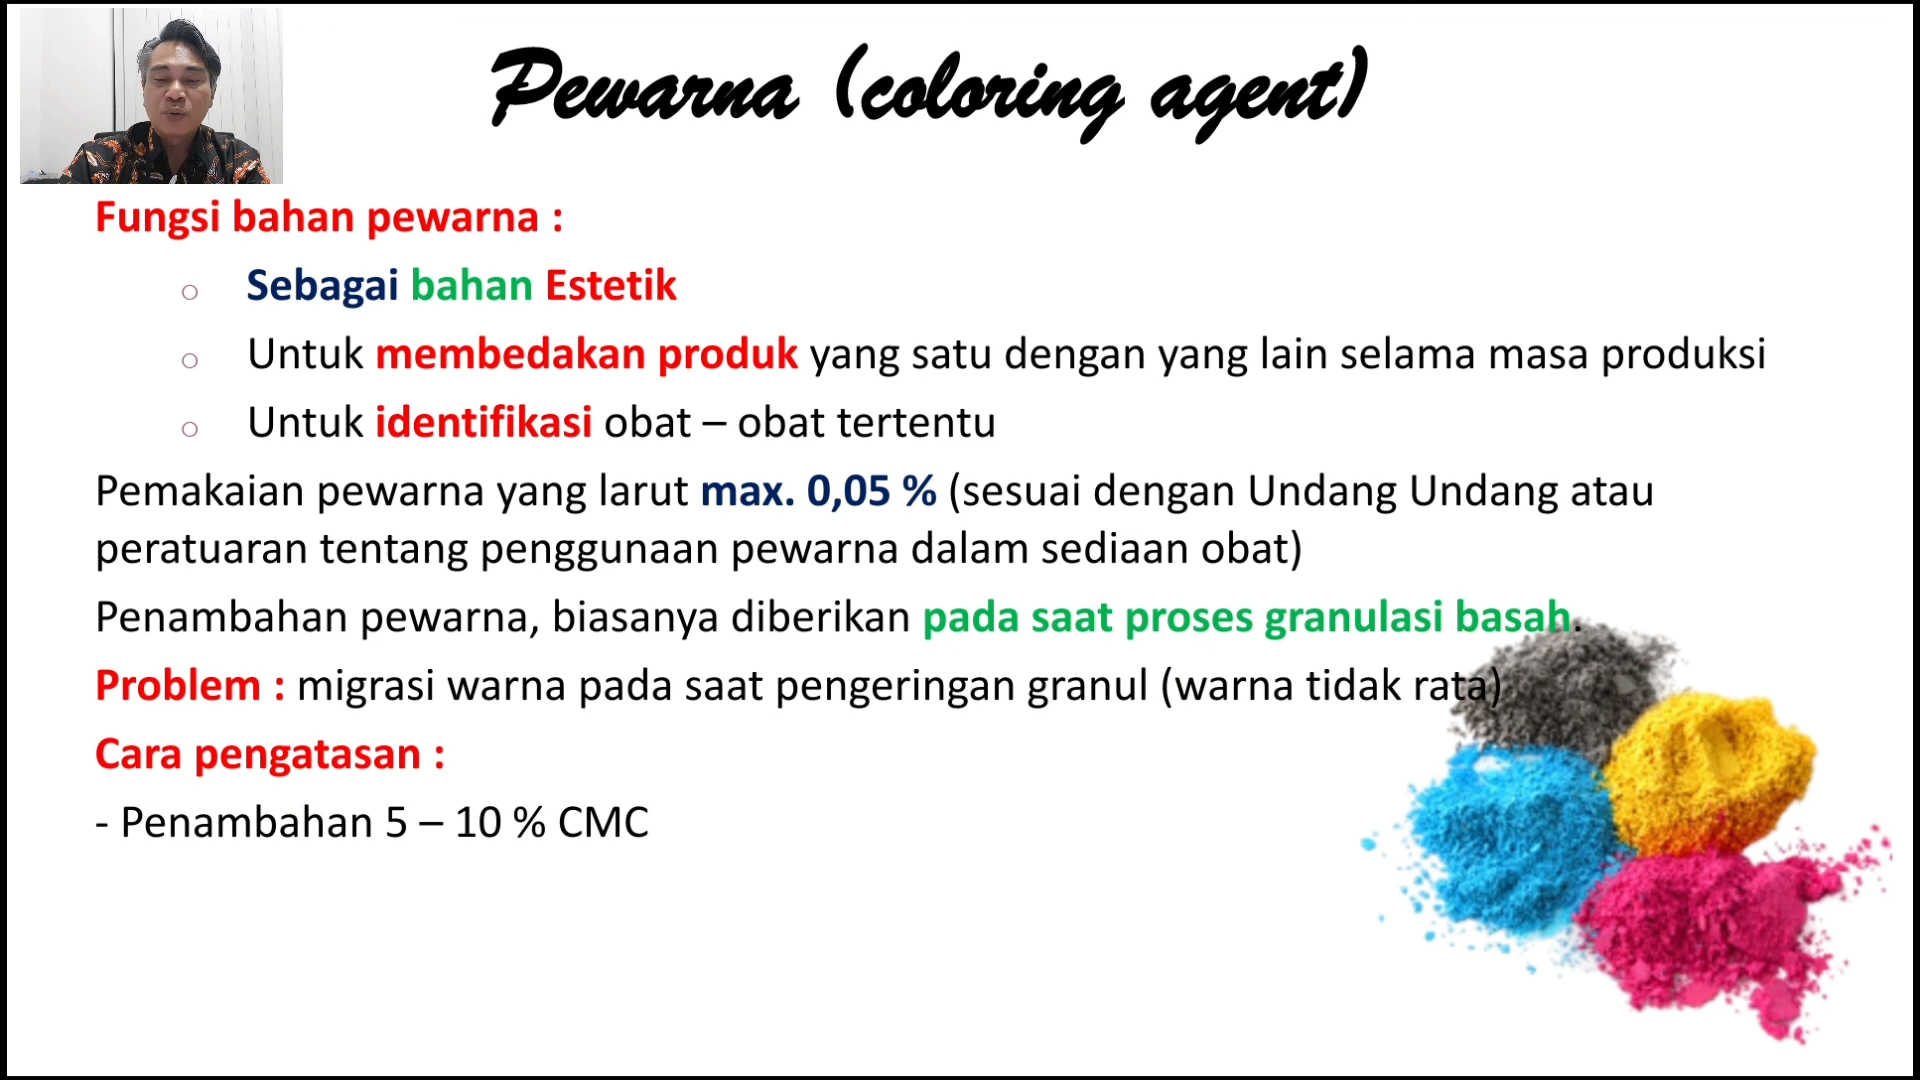 Pewarna (coloring agent)
Fungsi bahan pewarna :
Sebagai bahan Estetik
Untuk membedakan produk yang satu dengan yang lain selama masa produksi
Untuk identifikasi obat – obat tertentu
Pemakaian pewarna yang larut max. 0,05 % (sesuai dengan Undang Undang atau
peratuaran tentang penggunaan pewarna dalam sediaan obat)
Penambahan pewarna, biasanya diberikan pada saat proses granulasi basah.
Problem : migrasi warna pada saat pengeringan granul (warna tidak rata)
Cara pengatasan :
- Penambahan 5 – 10 % CMC